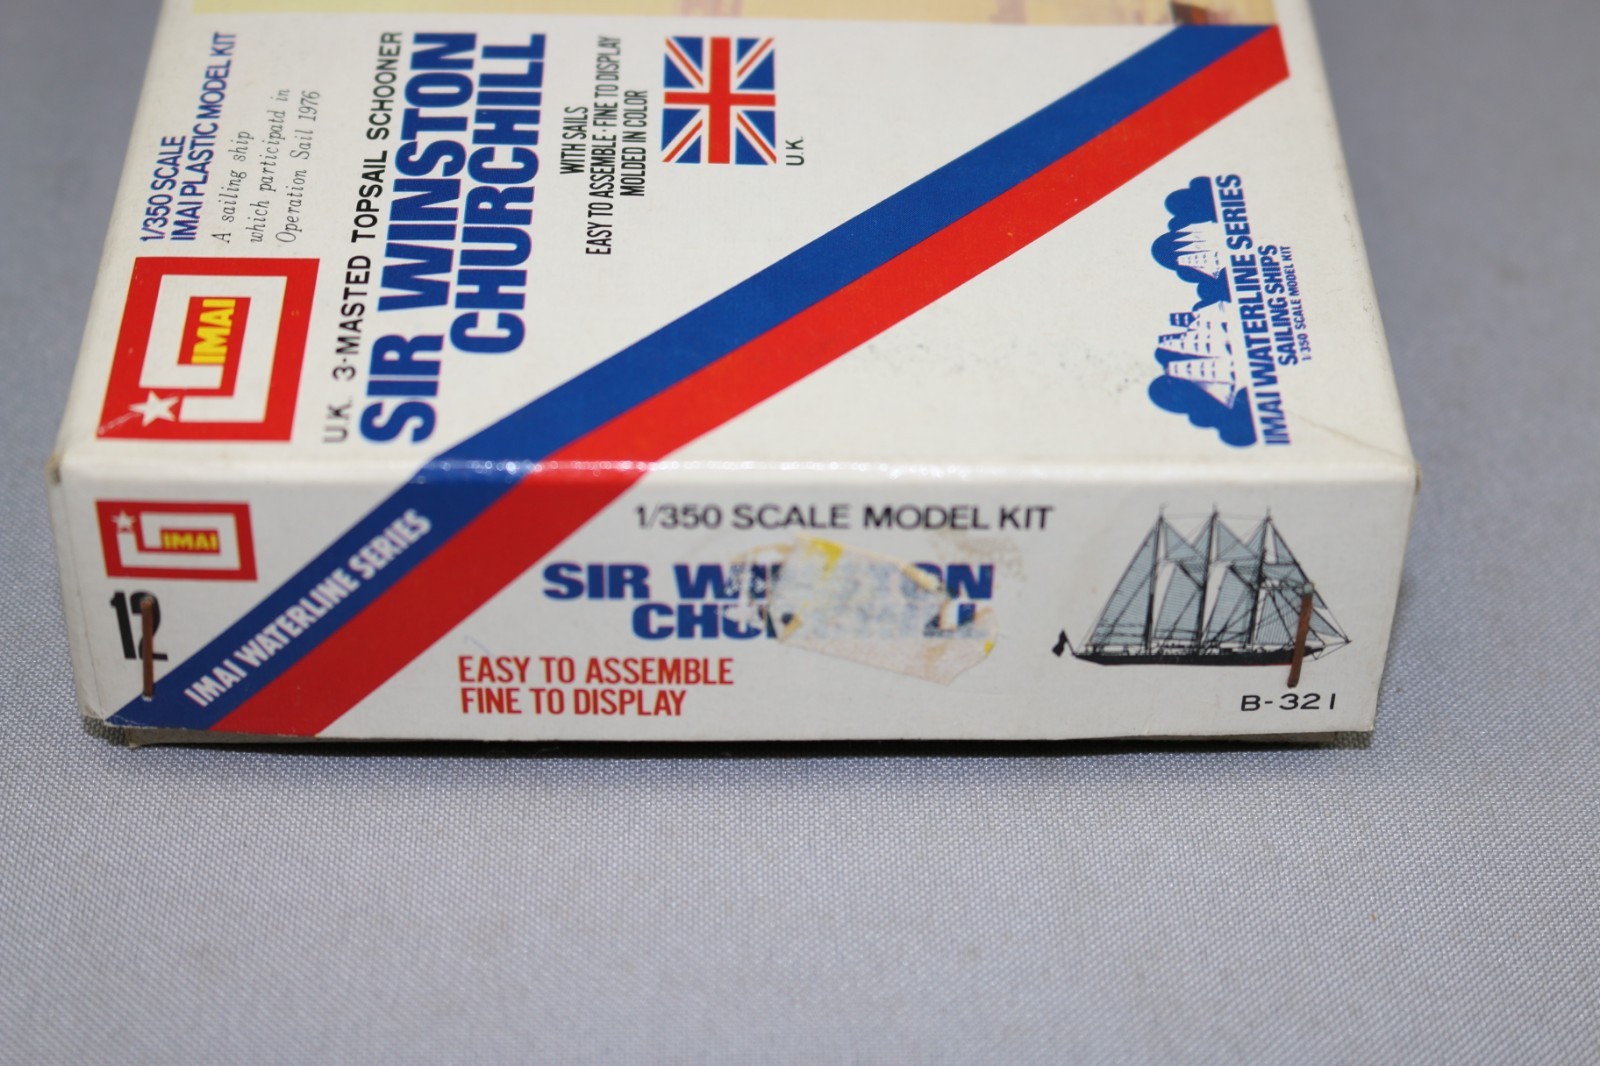 1/350 SCALE
IMAI PLASTIC MODEL KIT
A sailing ship
which participatd in
Operation Sail 1976
IMAI
U.K. 3-MASTED TOPSAIL SCHOONER
SIR WINSTON
CHURCHILL
WITH SAILS
EASY TO ASSEMBLE·FINE TO DISPLAY
MOLDED IN COLOR
U.K
IMAI WATERLINE SERIES
SAILING SHIPS
1:350 SCALE MODEL KIT
IMAI
12
IMAI WATERLINE SERIES
1/350 SCALE MODEL KIT
SIR
EASY TO ASSEMBLE
FINE TO DISPLAY
B-321